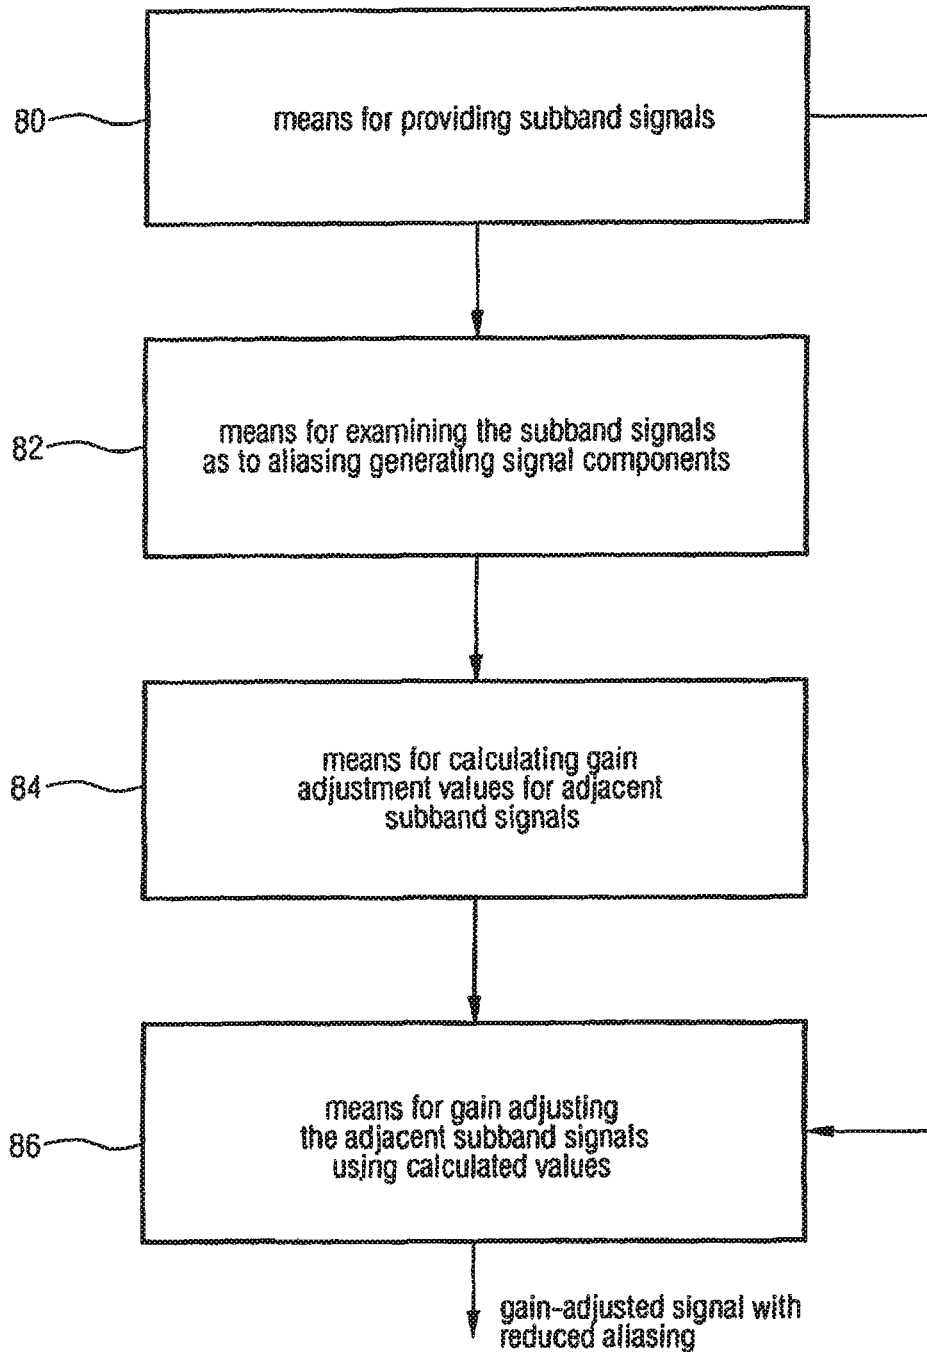 80
means for providing subband signals
82
means for examining the subband signals
as to aliasing generating signal components
84
means for calculating gain
adjustment values for adjacent
subband signals
86
means for gain adjusting
the adjacent subband signals
using calculated values
gain-adjusted signal with
reduced aliasing